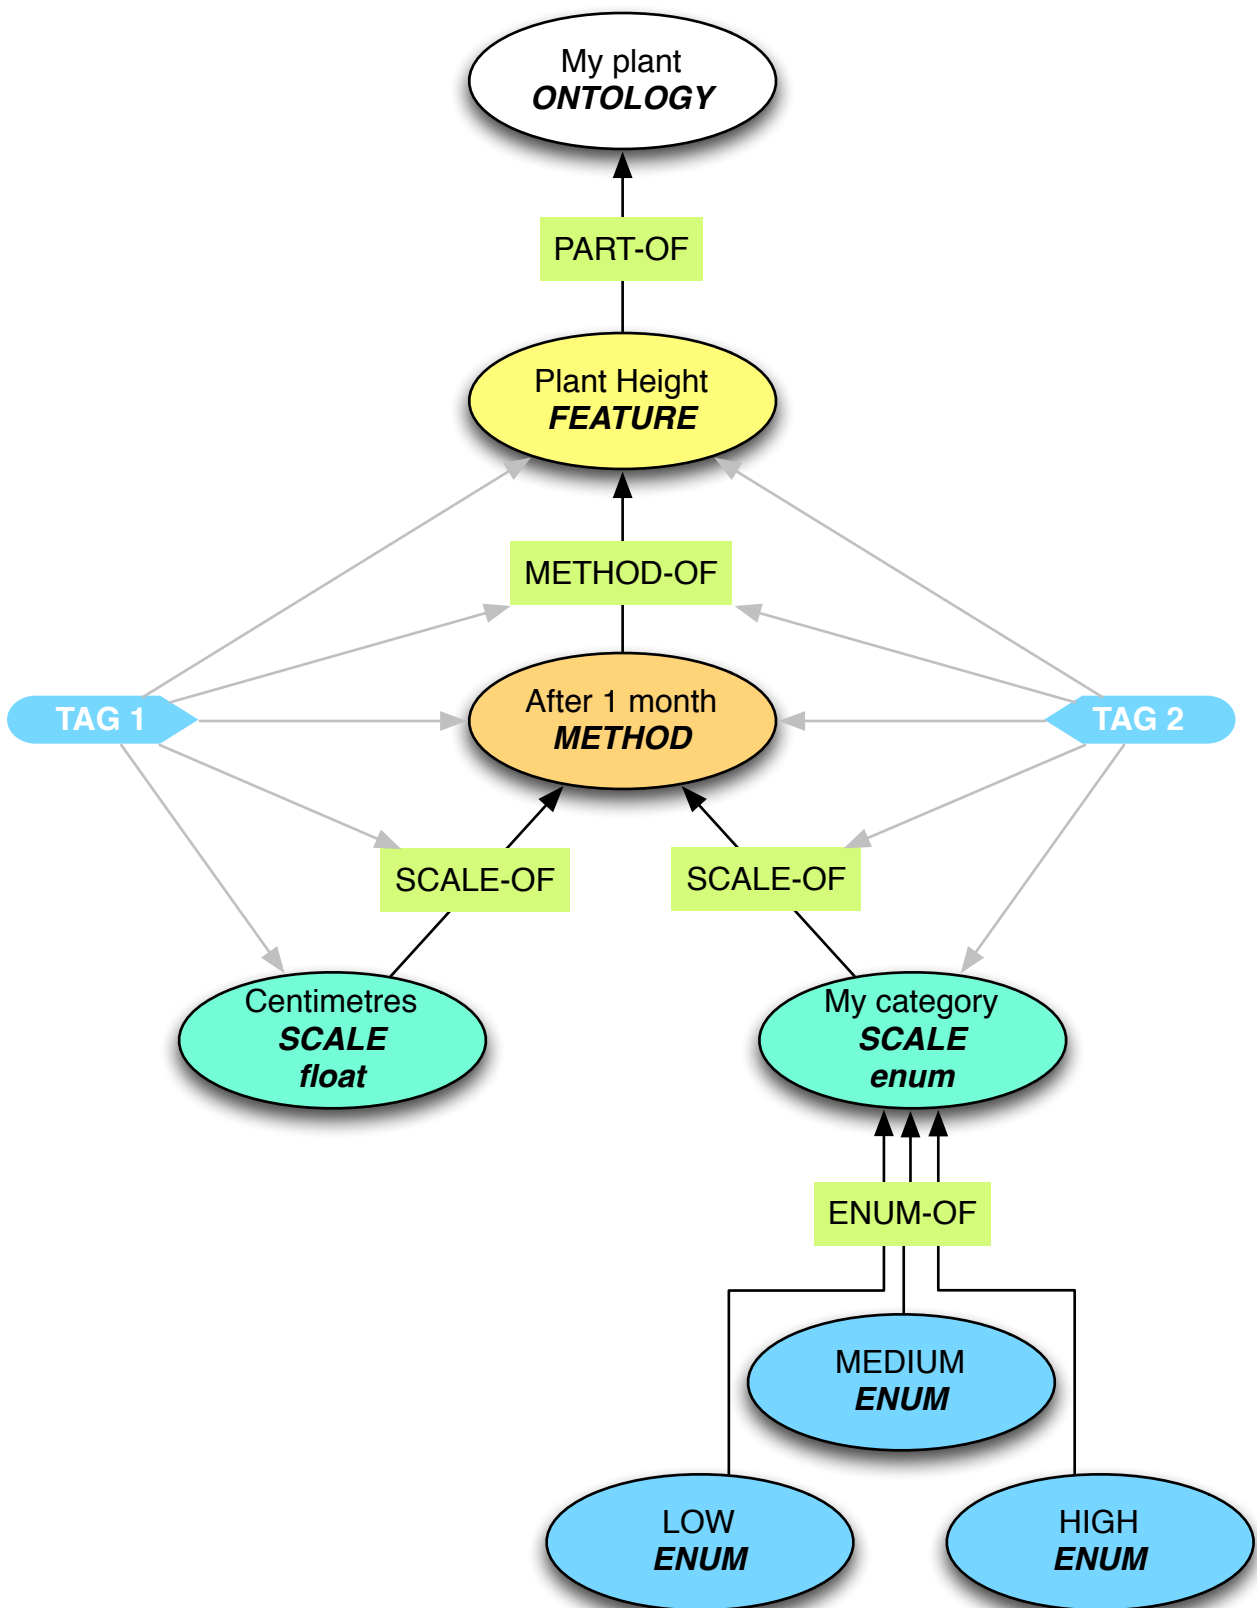 My plant
ONTOLOGY
PART-OF
Plant Height
FEATURE
METHOD-OF
After 1 month
METHOD
TAG 1
TAG 2
SCALE-OF
SCALE-OF
Centimetres
SCALE
float
My category
SCALE
enum
ENUM-OF
MEDIUM
ENUM
LOW
ENUM
HIGH
ENUM